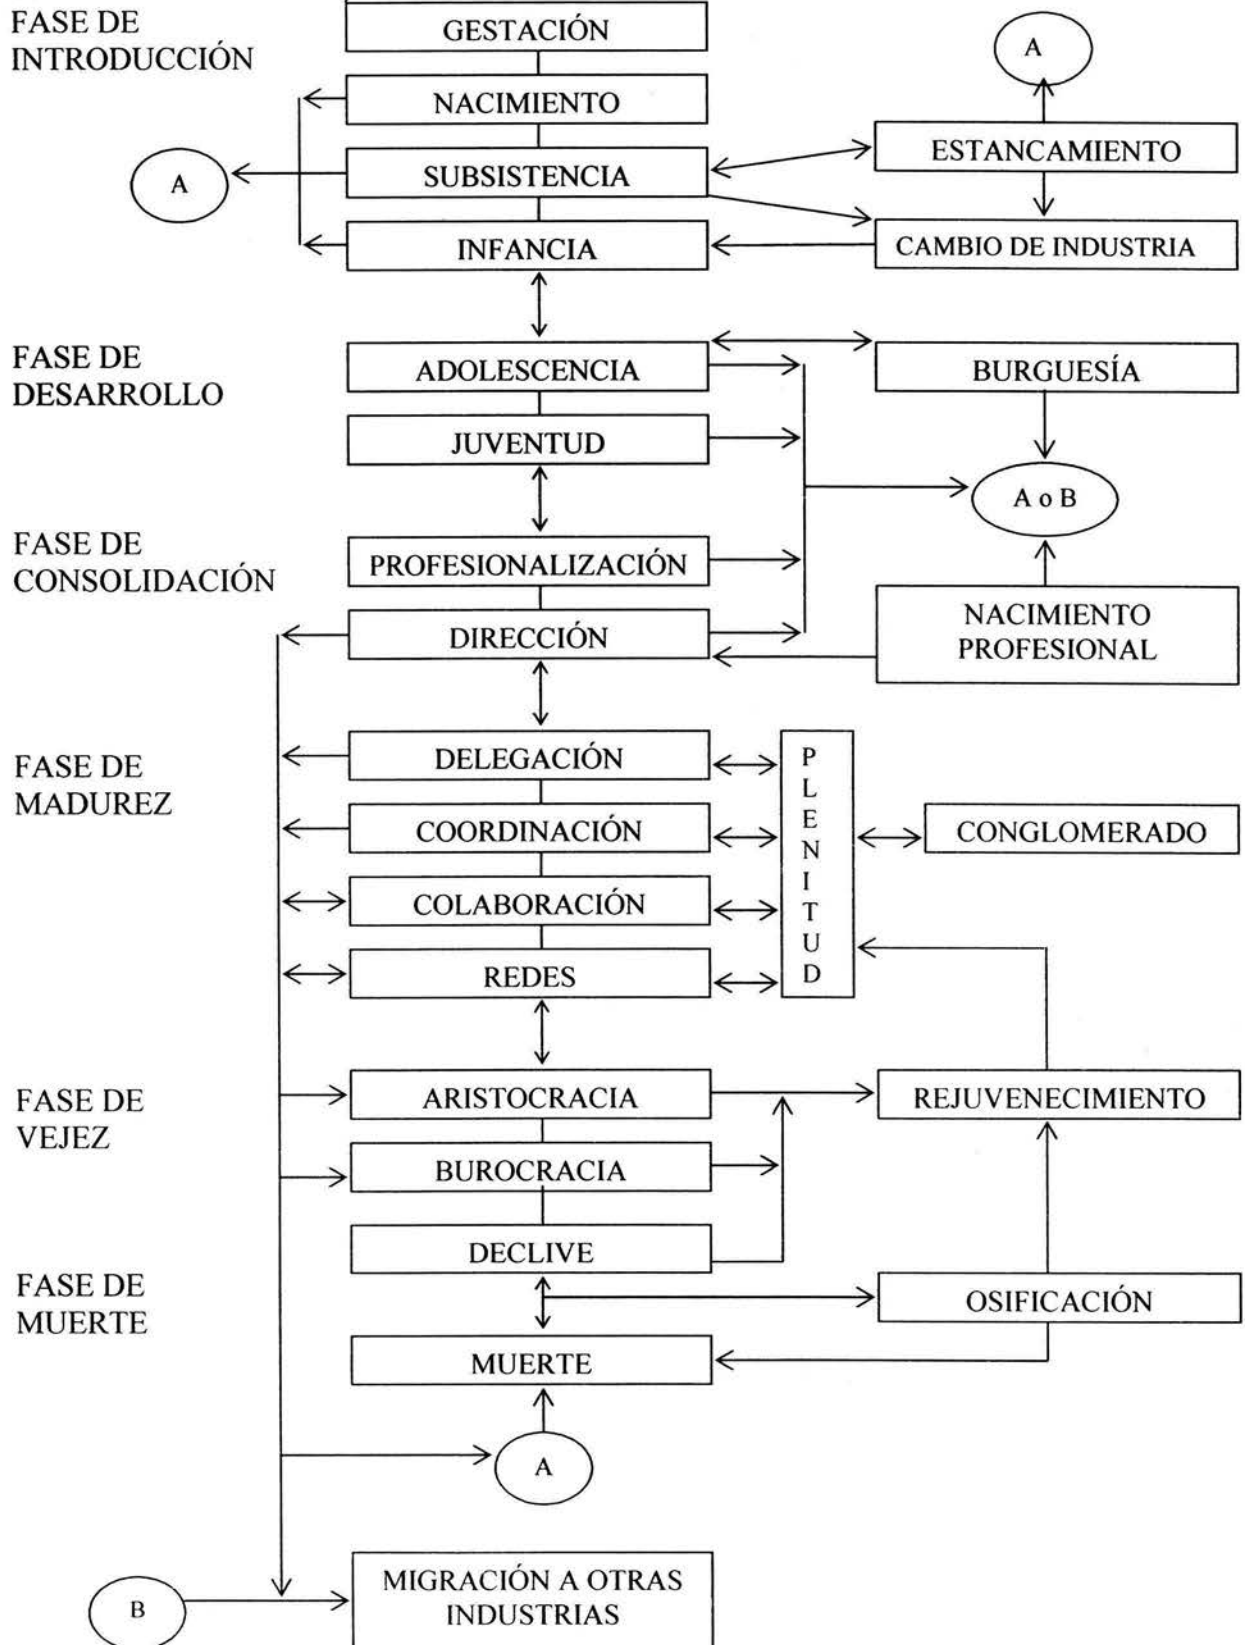 FASE DE
INTRODUCCIÓN
GESTACIÓN
A
NACIMIENTO
ESTANCAMIENTO
A
SUBSISTENCIA
INFANCIA
CAMBIO DE INDUSTRIA
FASE DE
DESARROLLO
ADOLESCENCIA
BURGUESÍA
JUVENTUD
A o B
FASE DE
CONSOLIDACIÓN
PROFESIONALIZACIÓN
NACIMIENTO
PROFESIONAL
DIRECCIÓN
FASE DE
MADUREZ
DELEGACIÓN
PLENITUD
COORDINACIÓN
CONGLOMERADO
COLABORACIÓN
REDES
FASE DE
VEJEZ
ARISTOCRACIA
REJUVENECIMIENTO
BUROCRACIA
DECLIVE
FASE DE
MUERTE
OSIFICACIÓN
MUERTE
A
B
MIGRACIÓN A OTRAS
INDUSTRIAS